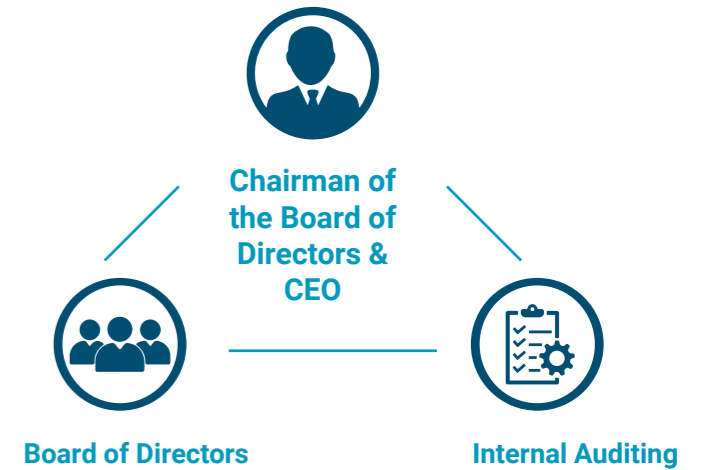 Chairman of
the Board of
Directors &
CEO
Board of Directors
Internal Auditing